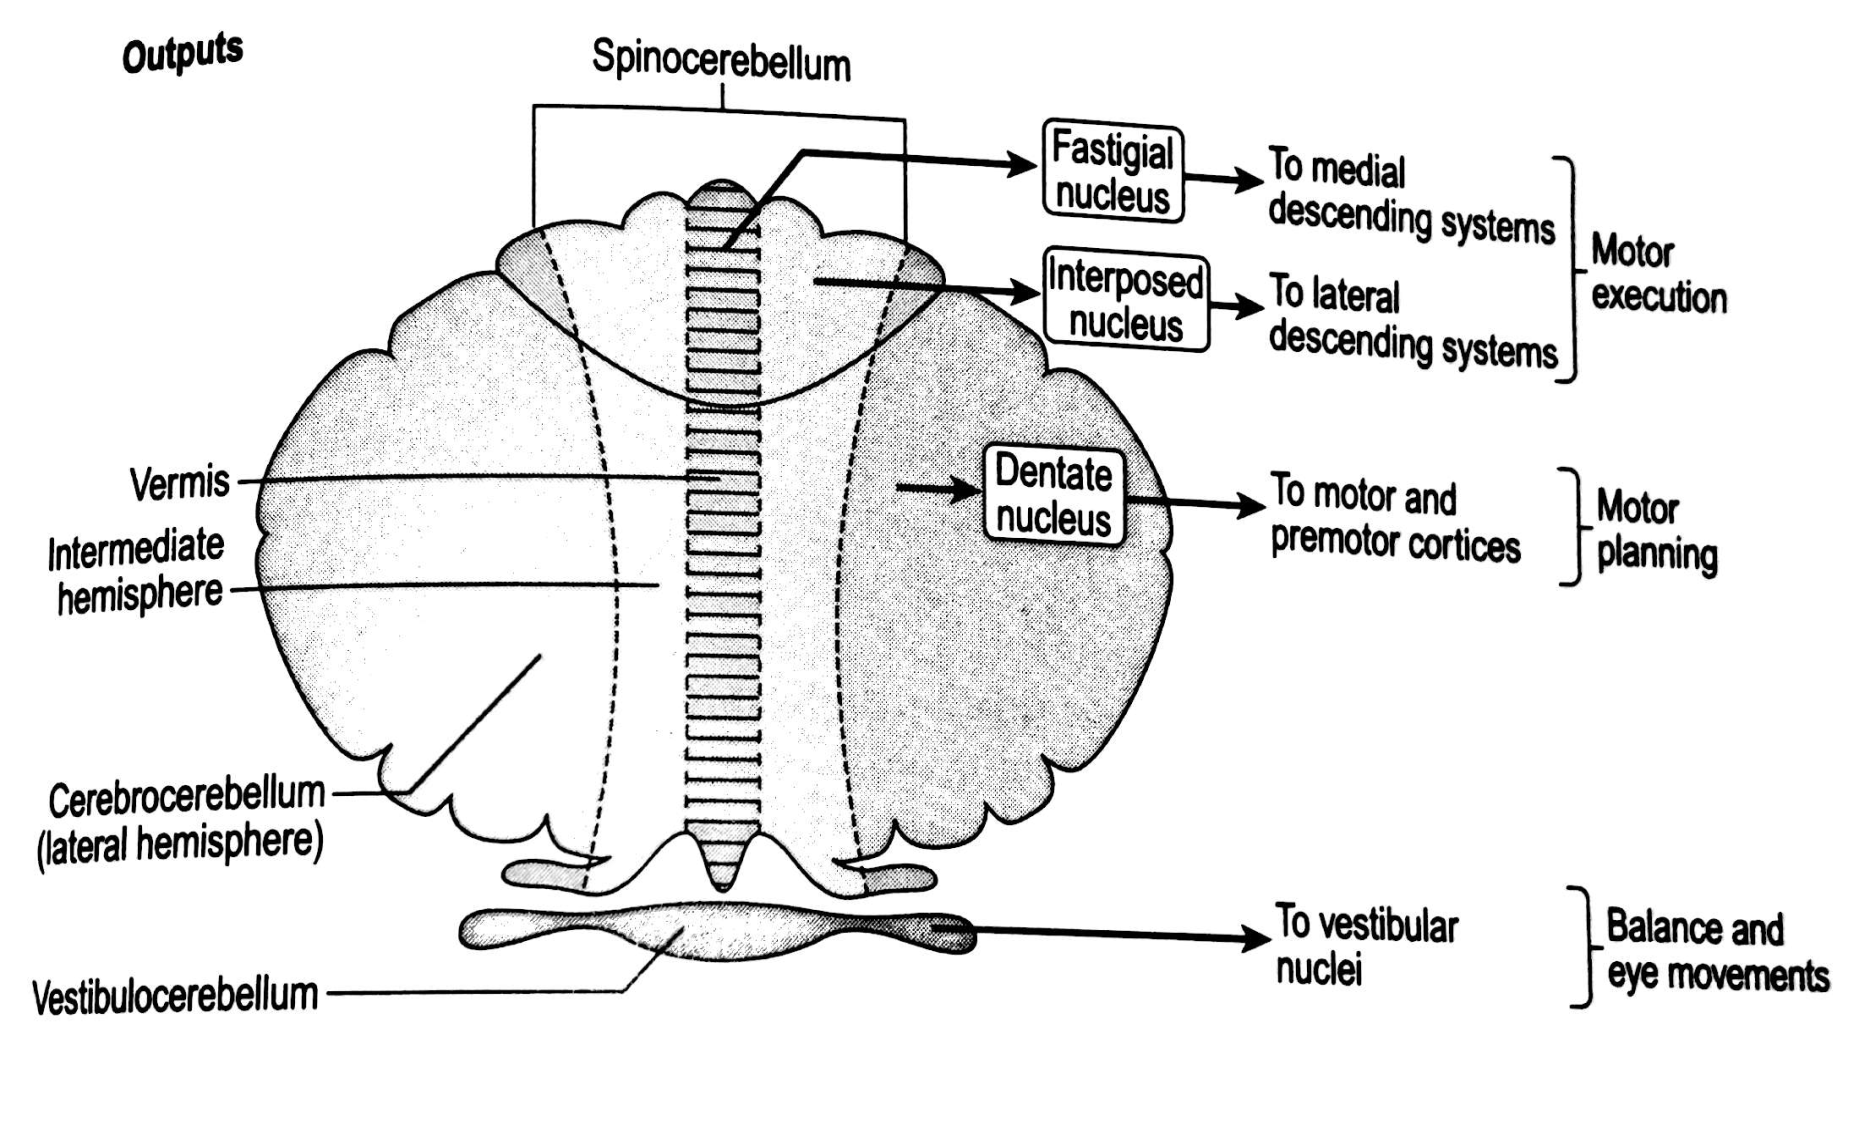 Outputs
Spinocerebellum
Fastigial
nucleus
To medial
descending systems
Interposed
nucleus
To lateral
descending systems
Motor
execution
Vermis
Intermediate
hemisphere
Dentate
nucleus
To motor and
premotor cortices
Motor
planning
Cerebrocerebellum
(lateral hemisphere)
Vestibulocerebellum
To vestibular
nuclei
Balance and
eye movements